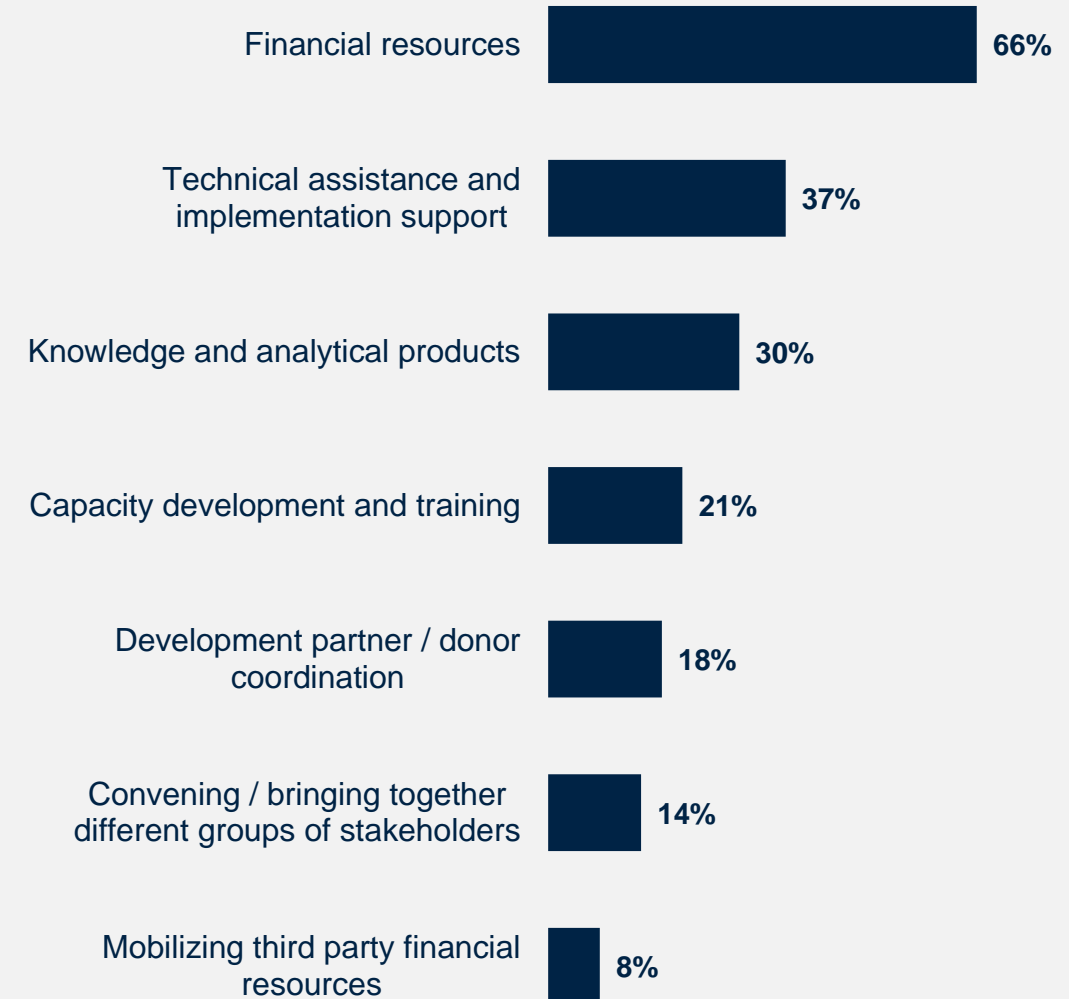 Financial resources
66%
Technical assistance and
implementation support
37%
Knowledge and analytical products
30%
Capacity development and training
21%
Development partner / donor
coordination
18%
Convening / bringing together
different groups of stakeholders
14%
Mobilizing third party financial
resources
8%